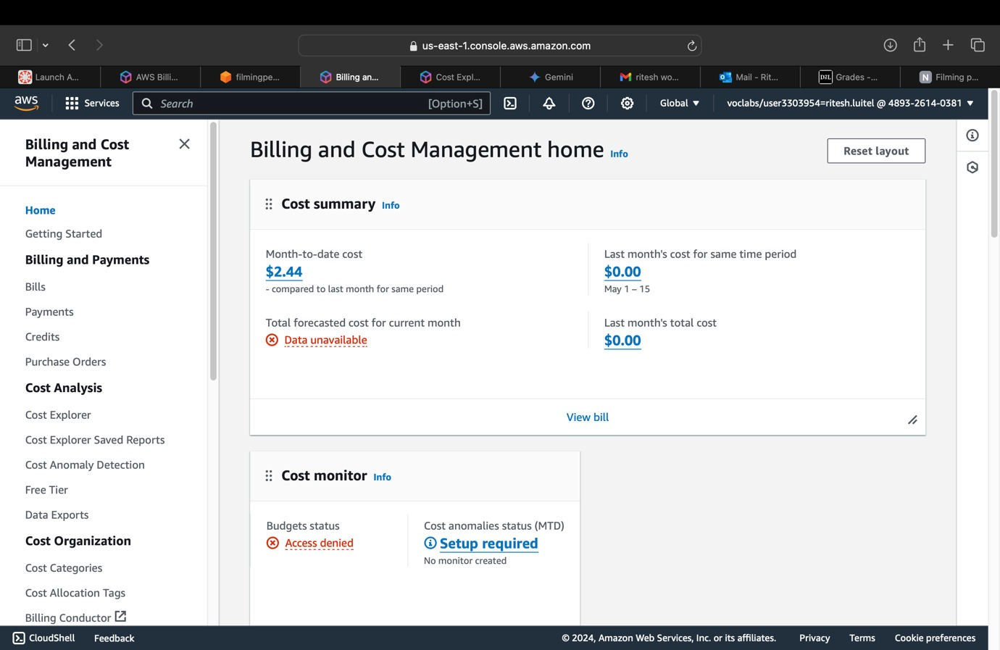 us-east-1.console.aws.amazon.com
Launch A...
AWS Billi...
filmingpe...
Billing an...
Cost Expl...
Gemini
ritesh wo...
Mail - Rit...
D2L
Grades -...
N
Filming p...
aws
Services
Search
[Option+S]
Global
voclabs/user3303954=ritesh.luitel @ 4893-2614-0381
Billing and Cost
Management
Home
Getting Started
Billing and Payments
Bills
Payments
Credits
Purchase Orders
Cost Analysis
Cost Explorer
Cost Explorer Saved Reports
Cost Anomaly Detection
Free Tier
Data Exports
Cost Organization
Cost Categories
Cost Allocation Tags
Billing Conductor
Billing and Cost Management home Info
Reset layout
Cost summary Info
Month-to-date cost
$2.44
- compared to last month for same period
Last month's cost for same time period
$0.00
May 1 – 15
Total forecasted cost for current month
Data unavailable
Last month's total cost
$0.00
View bill
Cost monitor Info
Budgets status
Access denied
Cost anomalies status (MTD)
Setup required
No monitor created
CloudShell
Feedback
© 2024, Amazon Web Services, Inc. or its affiliates.
Privacy
Terms
Cookie preferences